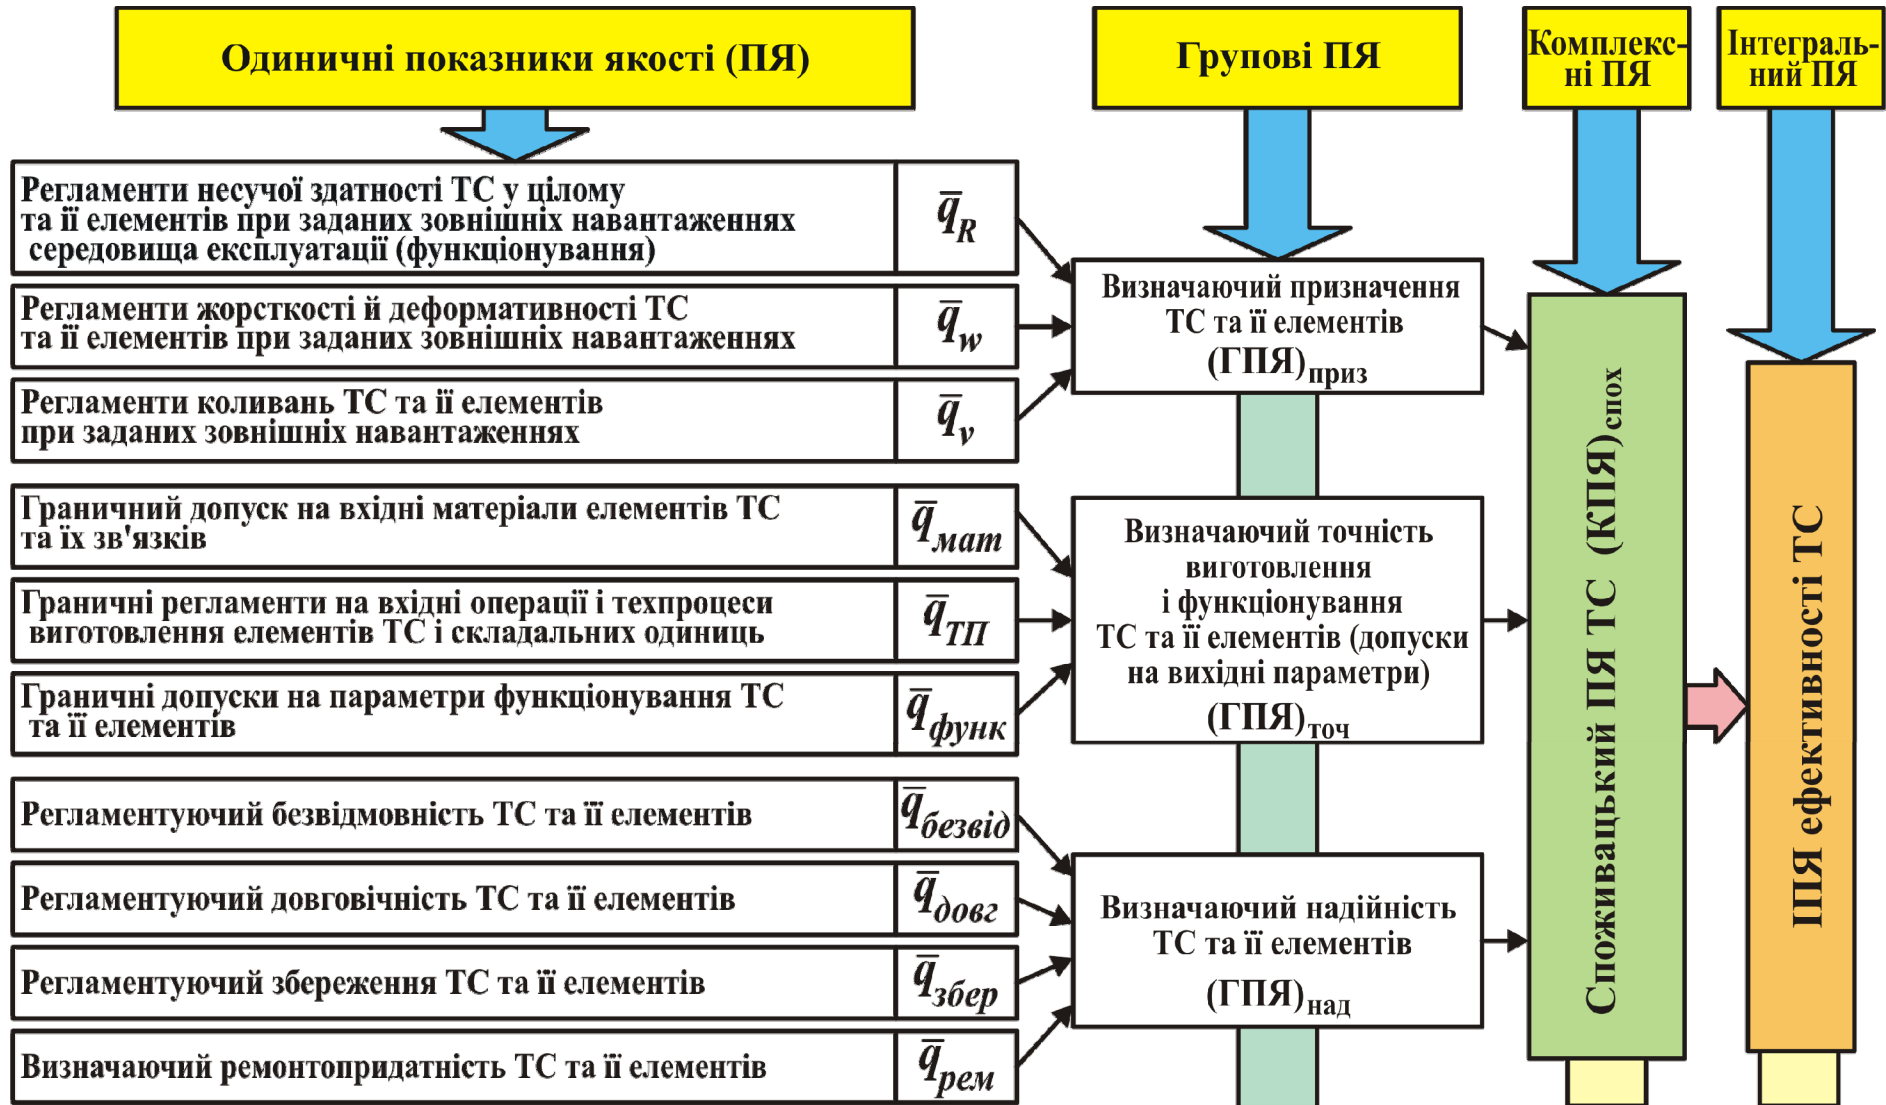 Одиничні показники якості (ПЯ)
Групові ПЯ
Комплекс-
ні ПЯ
Інтеграль-
ний ПЯ
Регламенти несучої здатності ТС у цілому
та її елементів при заданих зовнішніх навантаженнях
середовища експлуатації (функціонування)
q̅R
Регламенти жорсткості й деформативності ТС
та її елементів при заданих зовнішніх навантаженнях
q̅w
Регламенти коливань ТС та її елементів
при заданих зовнішніх навантаженнях
q̅v
Визначаючий призначення
ТС та її елементів
(ГПЯ)приз
Граничний допуск на вхідні матеріали елементів ТС
та їх зв'язків
q̅мат
Граничні регламенти на вхідні операції і техпроцеси
виготовлення елементів ТС і складальних одиниць
q̅ТП
Граничні допуски на параметри функціонування ТС
та її елементів
q̅функ
Визначаючий точність
виготовлення
і функціонування
ТС та її елементів (допуски
на вихідні параметри)
(ГПЯ)точ
Регламентуючий безвідмовність ТС та її елементів
q̅безвід
Регламентуючий довговічність ТС та її елементів
q̅довг
Регламентуючий збереження ТС та її елементів
q̅збер
Визначаючий ремонтопридатність ТС та її елементів
q̅рем
Визначаючий надійність
ТС та її елементів
(ГПЯ)над
Споживацький ПЯ ТС (КПЯ)спох
ІПЯ ефективності ТС